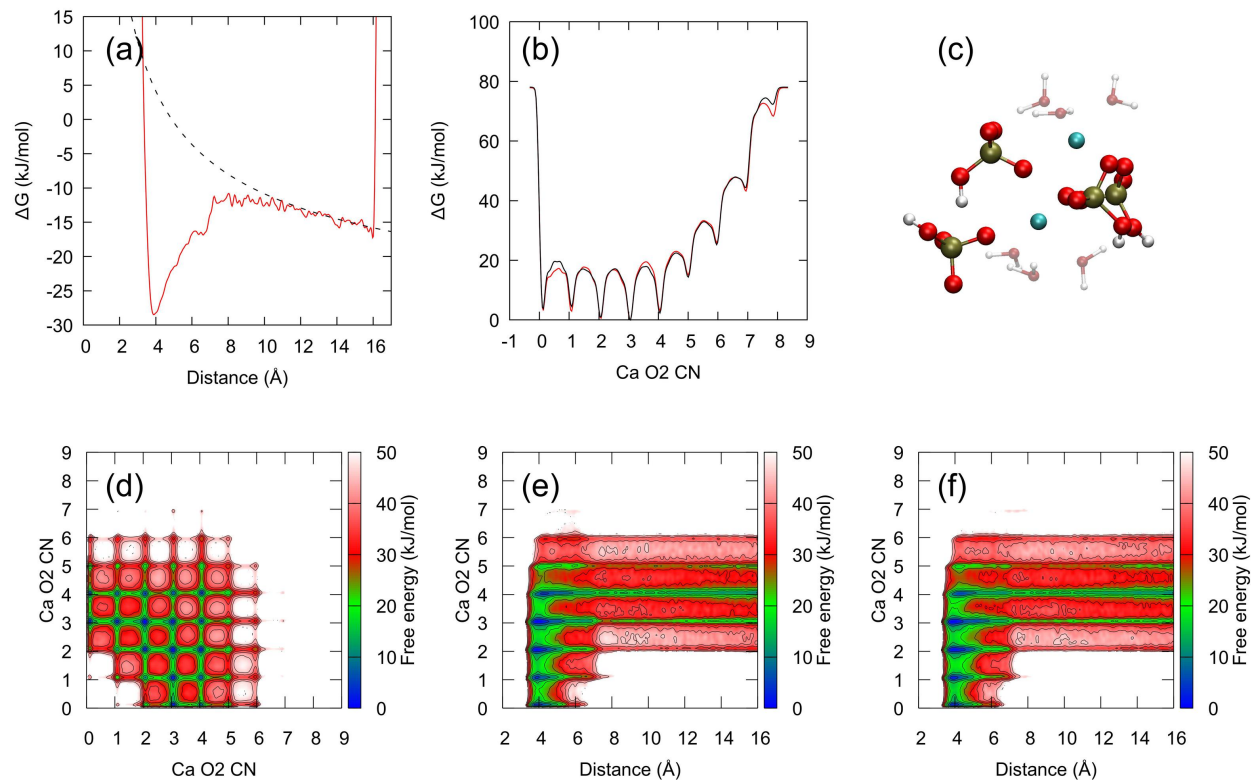 (a)
15
10
5
0
-5
-10
-15
-20
-25
-30
ΔG (kJ/mol)
0 2 4 6 8 10 12 14 16
Distance (Å)
(b)
100
80
60
40
20
0
ΔG (kJ/mol)
-1 0 1 2 3 4 5 6 7 8 9
Ca O2 CN
(c)
(d)
9
8
7
6
5
4
3
2
1
0
Ca O2 CN
0 1 2 3 4 5 6 7 8 9
Ca O2 CN
50
40
30
20
10
0
Free energy (kJ/mol)
(e)
9
8
7
6
5
4
3
2
1
0
Ca O2 CN
2 4 6 8 10 12 14 16
Distance (Å)
50
40
30
20
10
0
Free energy (kJ/mol)
(f)
9
8
7
6
5
4
3
2
1
0
Ca O2 CN
2 4 6 8 10 12 14 16
Distance (Å)
50
40
30
20
10
0
Free energy (kJ/mol)